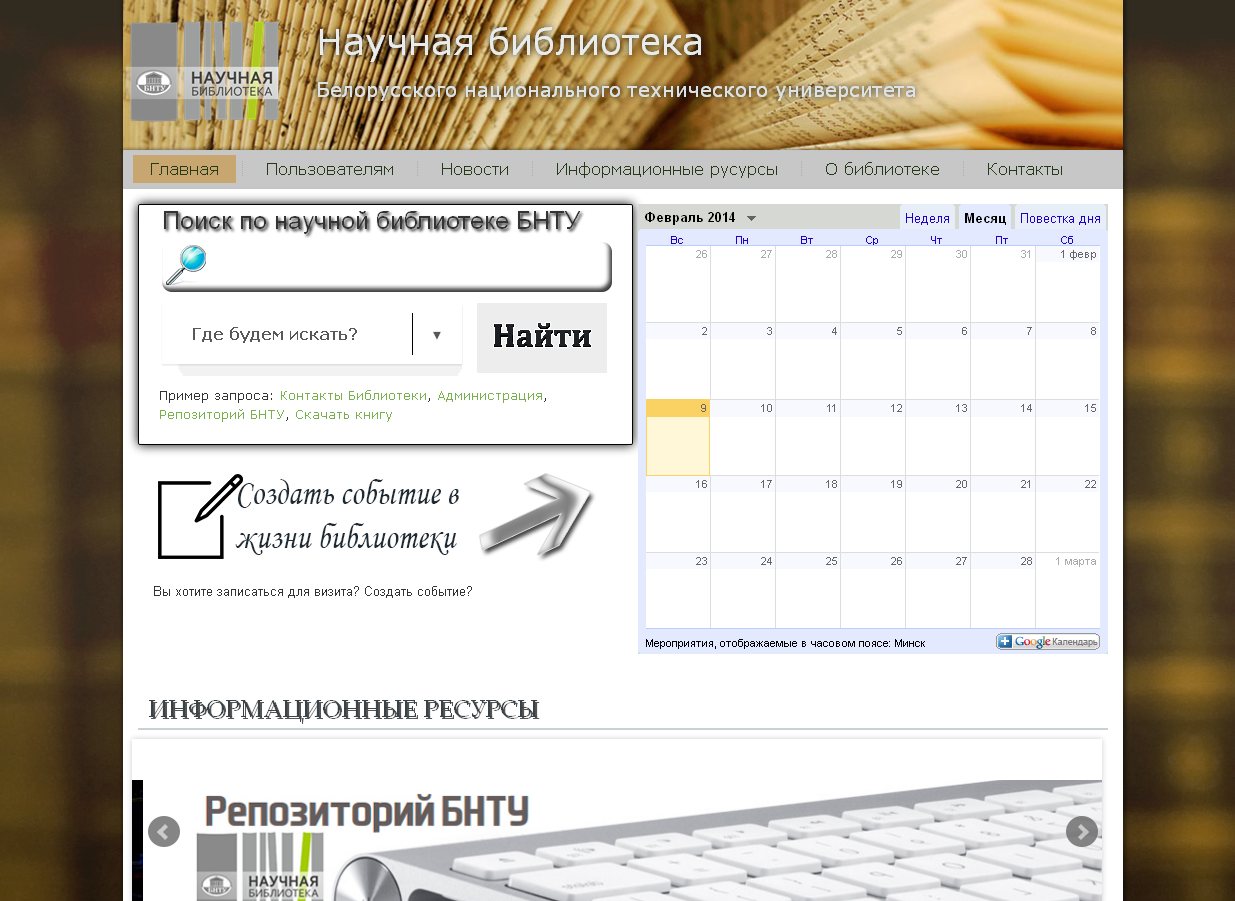 Научная библиотека
Белорусского национального технического университета
БНТУ
НАУЧНАЯ
БИБЛИОТЕКА
Главная Пользователям Новости Информационные русурсы О библиотеке Контакты
Поиск по научной библиотеке БНТУ
Где будем искать? ▼
Найти
Пример запроса: Контакты Библиотеки, Администрация,
Репозиторий БНТУ, Скачать книгу
Создать событие в
жизни библиотеки
Вы хотите записаться для визита? Создать событие?
Февраль 2014 Неделя Месяц Повестка дня
Вс Пн Вт Ср Чт Пт Сб
26 27 28 29 30 31 1 февр
2 3 4 5 6 7 8
9 10 11 12 13 14 15
16 17 18 19 20 21 22
23 24 25 26 27 28 1 марта
Мероприятия, отображаемые в часовом поясе: Минск
Google Календарь
ИНФОРМАЦИОННЫЕ РЕСУРСЫ
Репозиторий БНТУ
БНТУ
НАУЧНАЯ
БИБЛИОТЕКА